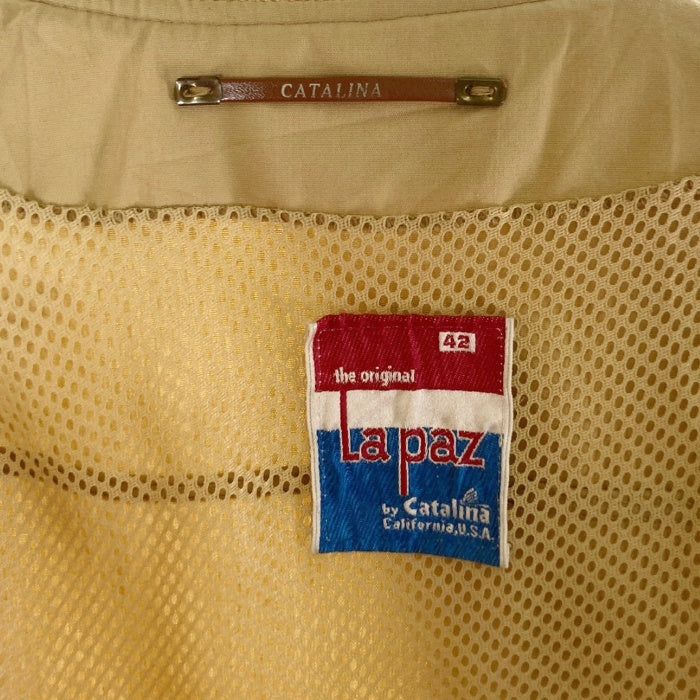 CATALINA
42
the original
La paz
by Catalina
California, U.S.A.